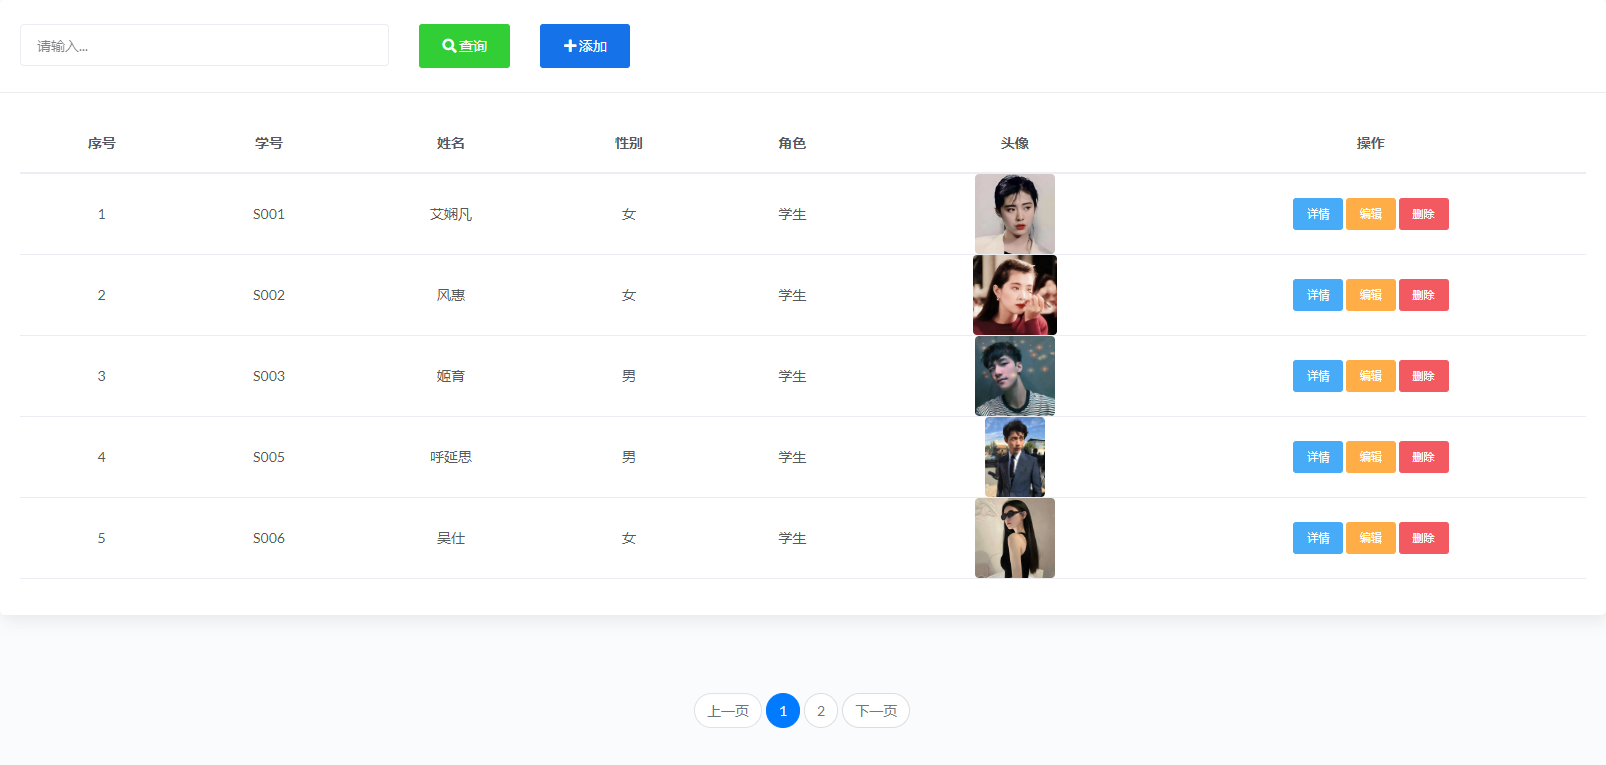 请输入... 查询 添加
序号 学号 姓名 性别 角色 头像 操作
1 S001 艾娴凡 女 学生 详情 编辑 删除
2 S002 风惠 女 学生 详情 编辑 删除
3 S003 姬育 男 学生 详情 编辑 删除
4 S005 呼延思 男 学生 详情 编辑 删除
5 S006 吴仕 女 学生 详情 编辑 删除
上一页 1 2 下一页